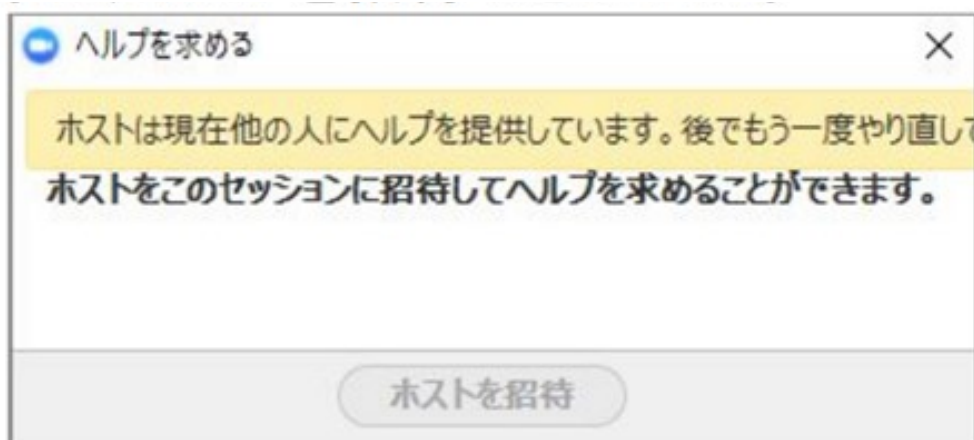 ヘルプを求める
ホストは現在他の人にヘルプを提供しています。後でもう一度やり直して
ホストをこのセッションに招待してヘルプを求めることができます。
ホストを招待